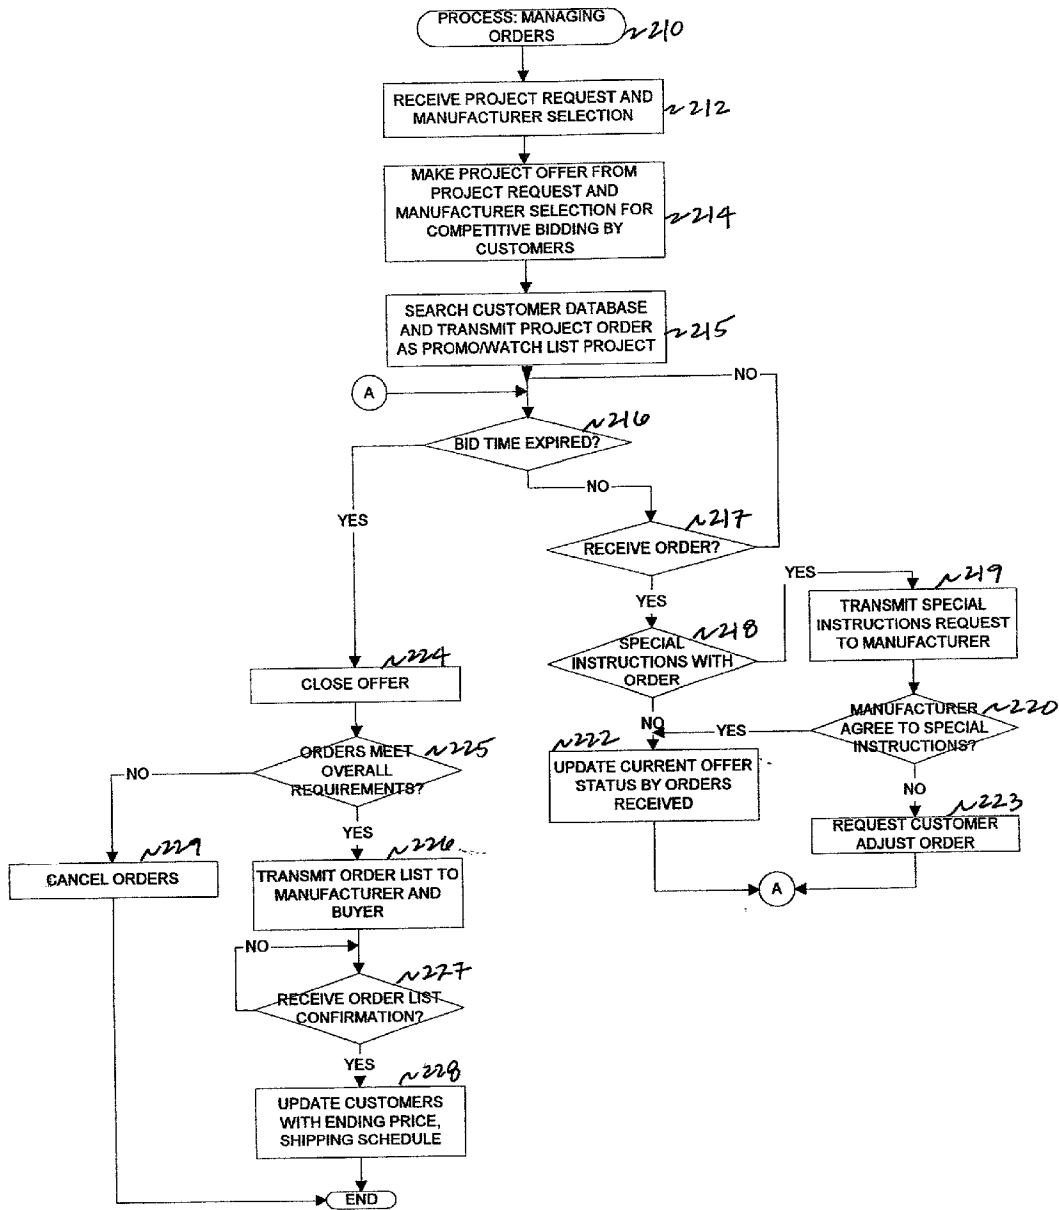 PROCESS: MANAGING
ORDERS
~210
RECEIVE PROJECT REQUEST AND
MANUFACTURER SELECTION
~212
MAKE PROJECT OFFER FROM
PROJECT REQUEST AND
MANUFACTURER SELECTION FOR
COMPETITIVE BIDDING BY
CUSTOMERS
~214
SEARCH CUSTOMER DATABASE
AND TRANSMIT PROJECT ORDER
AS PROMO/WATCH LIST PROJECT
~215
NO
A
~216
BID TIME EXPIRED?
NO
YES
~217
RECEIVE ORDER?
YES
YES
~219
TRANSMIT SPECIAL
INSTRUCTIONS REQUEST
TO MANUFACTURER
~218
SPECIAL
INSTRUCTIONS WITH
ORDER
NO
~220
MANUFACTURER
AGREE TO SPECIAL
INSTRUCTIONS?
YES
NO
~222
UPDATE CURRENT OFFER
STATUS BY ORDERS
RECEIVED
~223
REQUEST CUSTOMER
ADJUST ORDER
A
~224
CLOSE OFFER
~225
ORDERS MEET
OVERALL
REQUIREMENTS?
NO
YES
~229
CANCEL ORDERS
~226
TRANSMIT ORDER LIST TO
MANUFACTURER AND
BUYER
NO
~227
RECEIVE ORDER LIST
CONFIRMATION?
YES
~228
UPDATE CUSTOMERS
WITH ENDING PRICE,
SHIPPING SCHEDULE
END